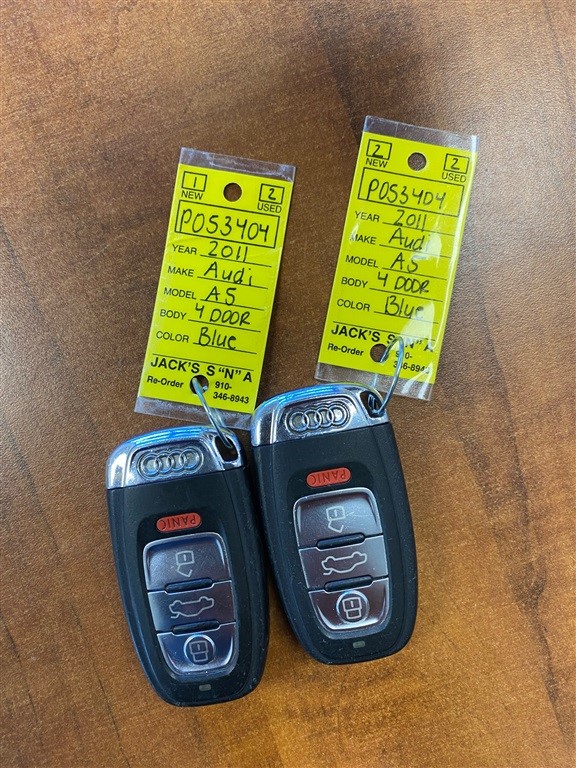 1 2
NEW USED
P053404
YEAR 2011
MAKE Audi
MODEL A5
BODY 4 DOOR
COLOR Blue
JACK'S S "N" A
Re-Order 910-
346-8943
2 2
NEW USED
P053404
YEAR 2011
MAKE Audi
MODEL A5
BODY 4 DOOR
COLOR Blue
JACK'S S "N" A
Re-Order 910-
346-8943
PANIC
PANIC